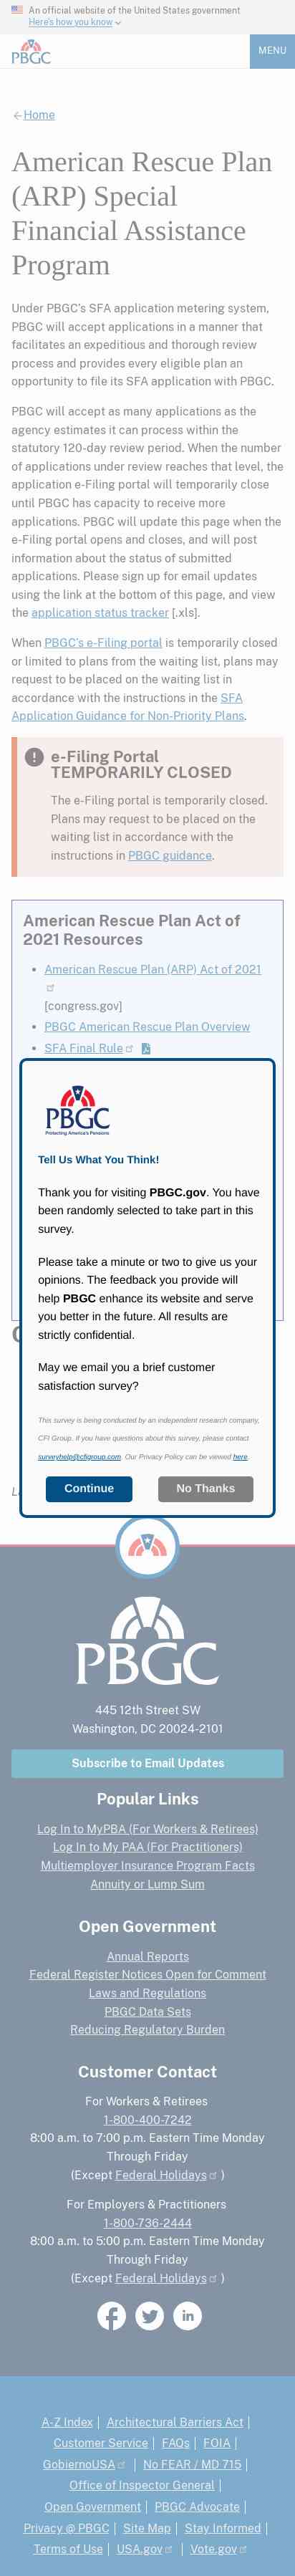 An official website of the United States government
Here's how you know
PBGC
MENU
Home
American Rescue Plan
(ARP) Special
Financial Assistance
Program
Under PBGC's SFA application metering system,
PBGC will accept applications in a manner that
facilitates an expeditious and thorough review
process and provides every eligible plan an
opportunity to file its SFA application with PBGC.
PBGC will accept as many applications as the
agency estimates it can process within the
statutory 120-day review period. When the number
of applications under review reaches that level, the
application e-Filing portal will temporarily close
until PBGC has capacity to receive more
applications. PBGC will update this page when the
e-Filing portal opens and closes, and will post
information about the status of submitted
applications. Please sign up for email updates
using the link at the bottom of this page, and view
the application status tracker [.xls].
When PBGC's e-Filing portal is temporarily closed
or limited to plans from the waiting list, plans may
request to be placed on the waiting list in
accordance with the instructions in the SFA
Application Guidance for Non-Priority Plans.
e-Filing Portal
TEMPORARILY CLOSED
The e-Filing portal is temporarily closed.
Plans may request to be placed on the
waiting list in accordance with the
instructions in PBGC guidance.
American Rescue Plan Act of
2021 Resources
American Rescue Plan (ARP) Act of 2021
[congress.gov]
PBGC American Rescue Plan Overview
SFA Final Rule
PBGC
Protecting America's Pensions
Tell Us What You Think!
Thank you for visiting PBGC.gov. You have
been randomly selected to take part in this
survey.
Please take a minute or two to give us your
opinions. The feedback you provide will
help PBGC enhance its website and serve
you better in the future. All results are
strictly confidential.
May we email you a brief customer
satisfaction survey?
This survey is being conducted by an independent research company,
CFI Group. If you have questions about this survey, please contact
surveyhelp@cfigroup.com. Our Privacy Policy can be viewed here.
Continue
No Thanks
PBGC
445 12th Street SW
Washington, DC 20024-2101
Subscribe to Email Updates
Popular Links
Log In to MyPBA (For Workers & Retirees)
Log In to My PAA (For Practitioners)
Multiemployer Insurance Program Facts
Annuity or Lump Sum
Open Government
Annual Reports
Federal Register Notices Open for Comment
Laws and Regulations
PBGC Data Sets
Reducing Regulatory Burden
Customer Contact
For Workers & Retirees
1-800-400-7242
8:00 a.m. to 7:00 p.m. Eastern Time Monday
Through Friday
(Except Federal Holidays )
For Employers & Practitioners
1-800-736-2444
8:00 a.m. to 5:00 p.m. Eastern Time Monday
Through Friday
(Except Federal Holidays )
A-Z Index | Architectural Barriers Act |
Customer Service | FAQs | FOIA |
GobiernoUSA | No FEAR / MD 715 |
Office of Inspector General |
Open Government | PBGC Advocate |
Privacy @ PBGC | Site Map | Stay Informed |
Terms of Use | USA.gov | Vote.gov